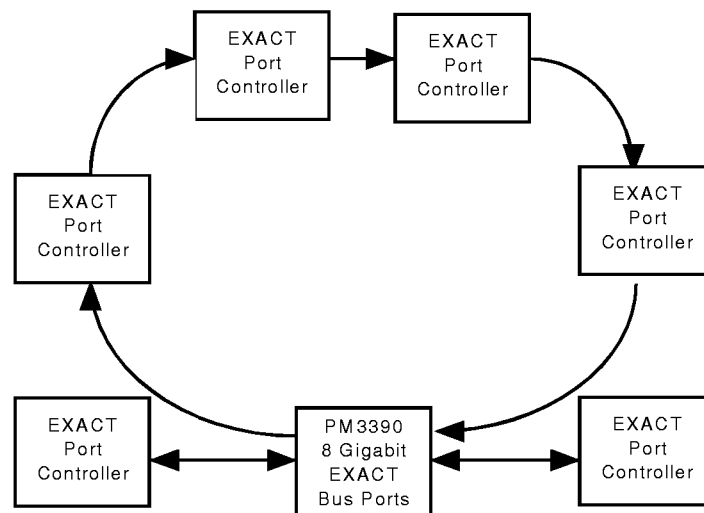 EXACT
Port
Controller
EXACT
Port
Controller
EXACT
Port
Controller
EXACT
Port
Controller
EXACT
Port
Controller
PM3390
8 Gigabit
EXACT
Bus Ports
EXACT
Port
Controller